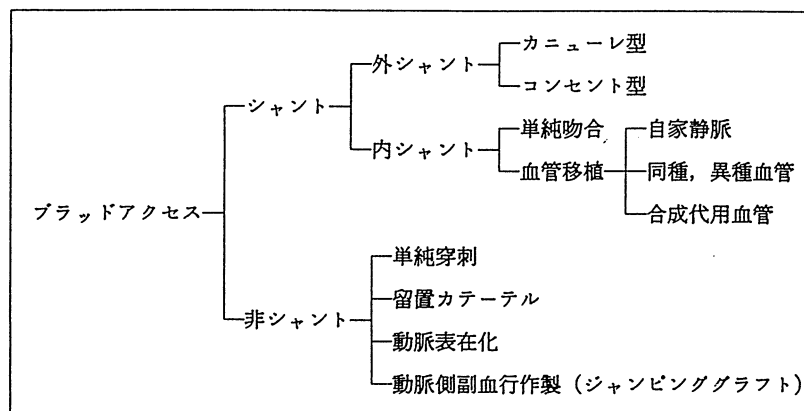 カニューレ型
外シャント
コンセント型
シャント
単純吻合
自家静脈
内シャント
血管移植
同種,異種血管
合成代用血管
ブラッドアクセス
単純穿刺
留置カテーテル
非シャント
動脈表在化
動脈側副血行作製(ジャンピンググラフト)